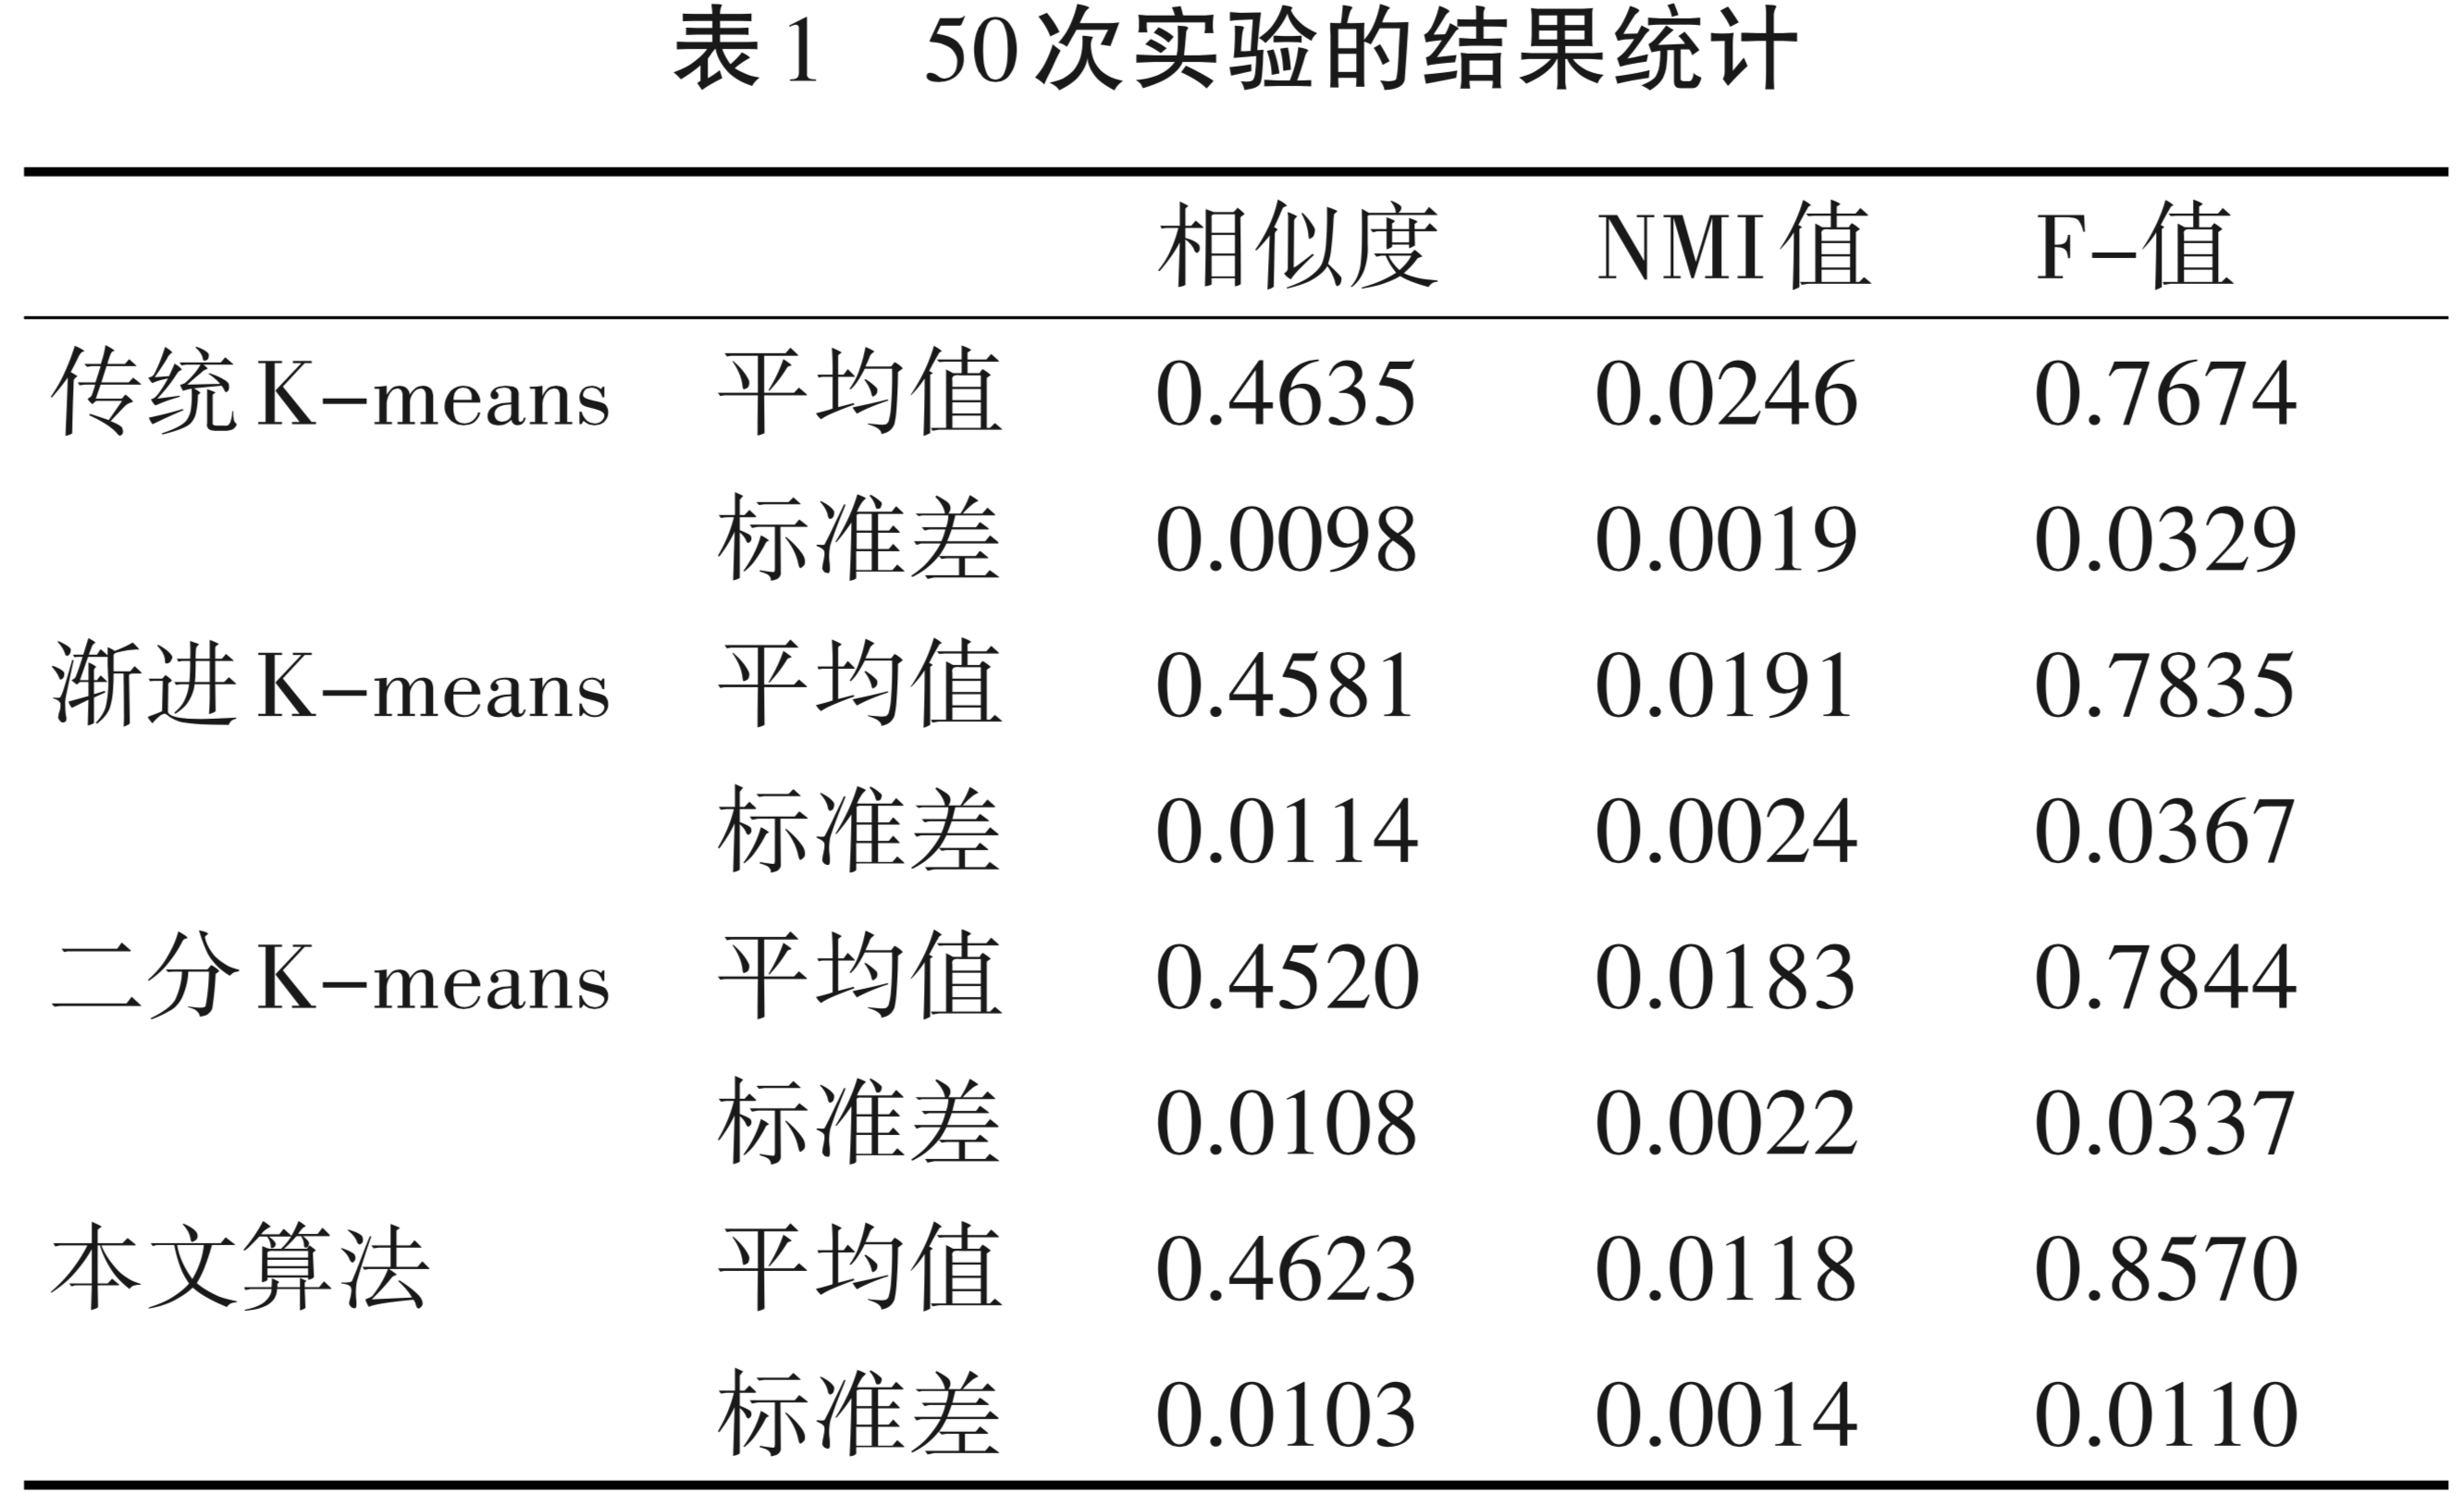 表1 50次实验的结果统计
相似度 NMI值 F-值
传统K-means 平均值 0.4635 0.0246 0.7674
标准差 0.0098 0.0019 0.0329
渐进K-means 平均值 0.4581 0.0191 0.7835
标准差 0.0114 0.0024 0.0367
二分K-means 平均值 0.4520 0.0183 0.7844
标准差 0.0108 0.0022 0.0337
本文算法 平均值 0.4623 0.0118 0.8570
标准差 0.0103 0.0014 0.0110